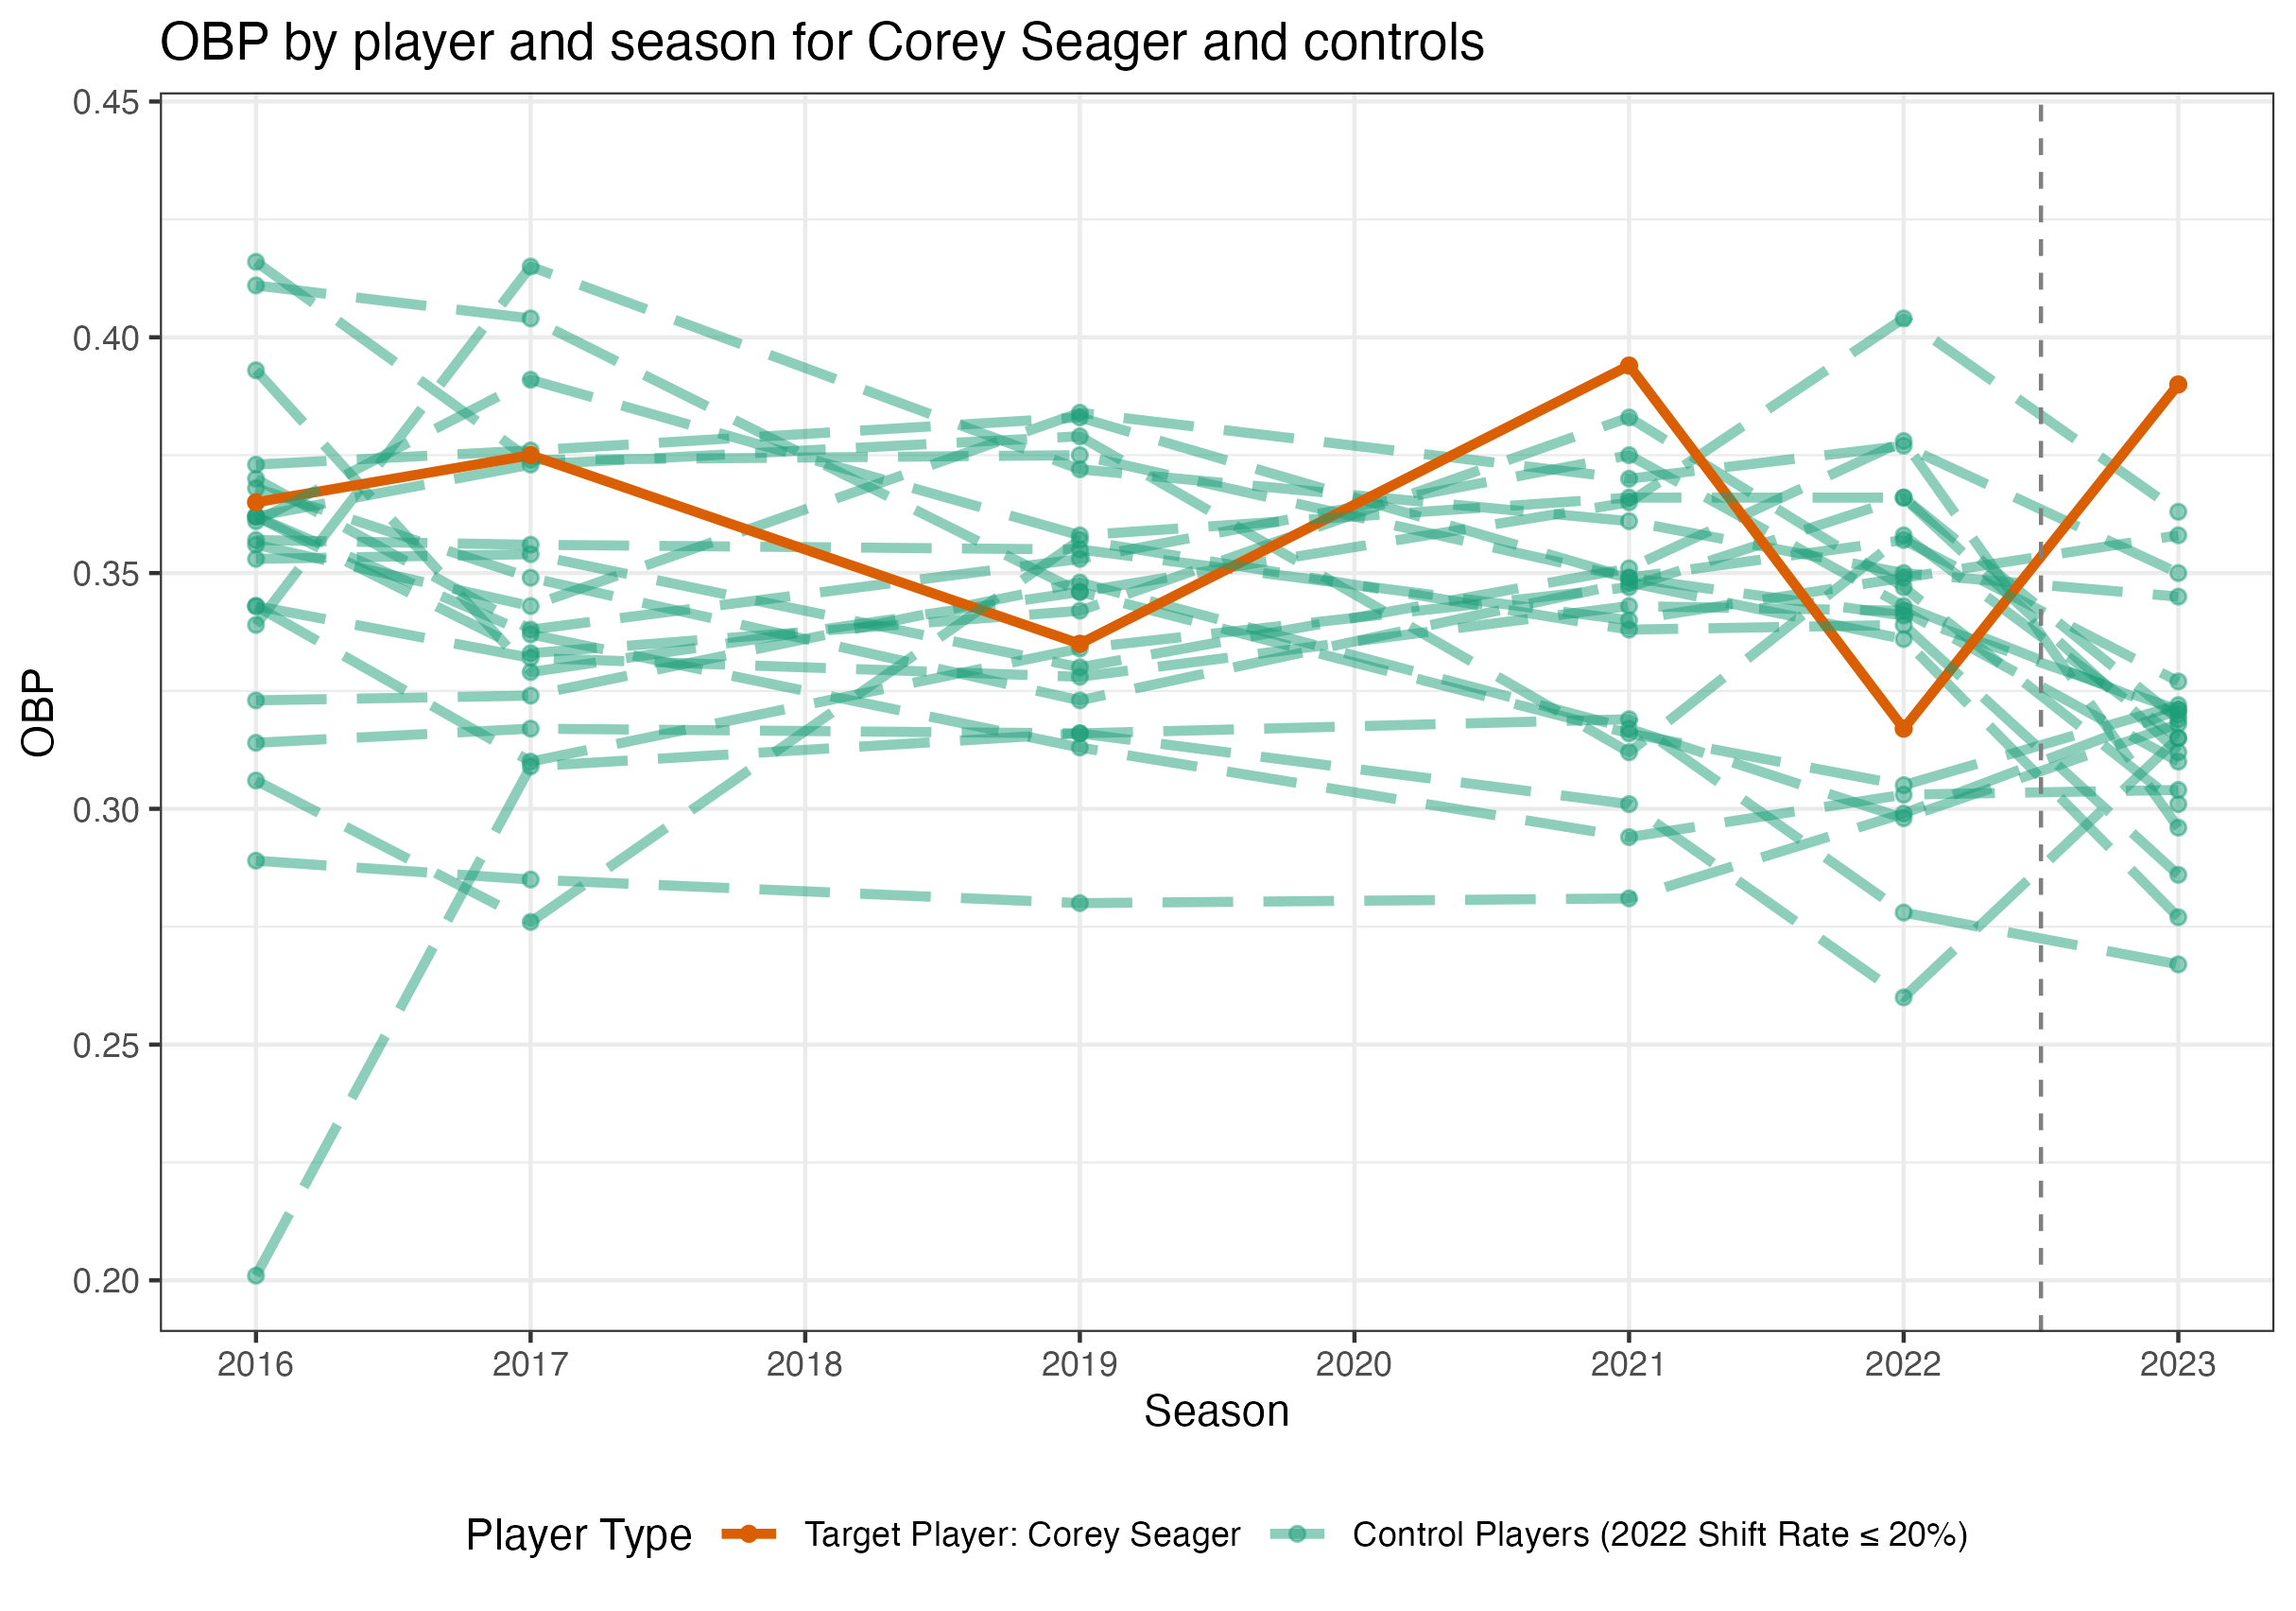 OBP by player and season for Corey Seager and controls
0.45
0.40
0.35
0.30
0.25
0.20
OBP
2016 2017 2018 2019 2020 2021 2022 2023
Season
Player Type Target Player: Corey Seager Control Players (2022 Shift Rate ≤ 20%)